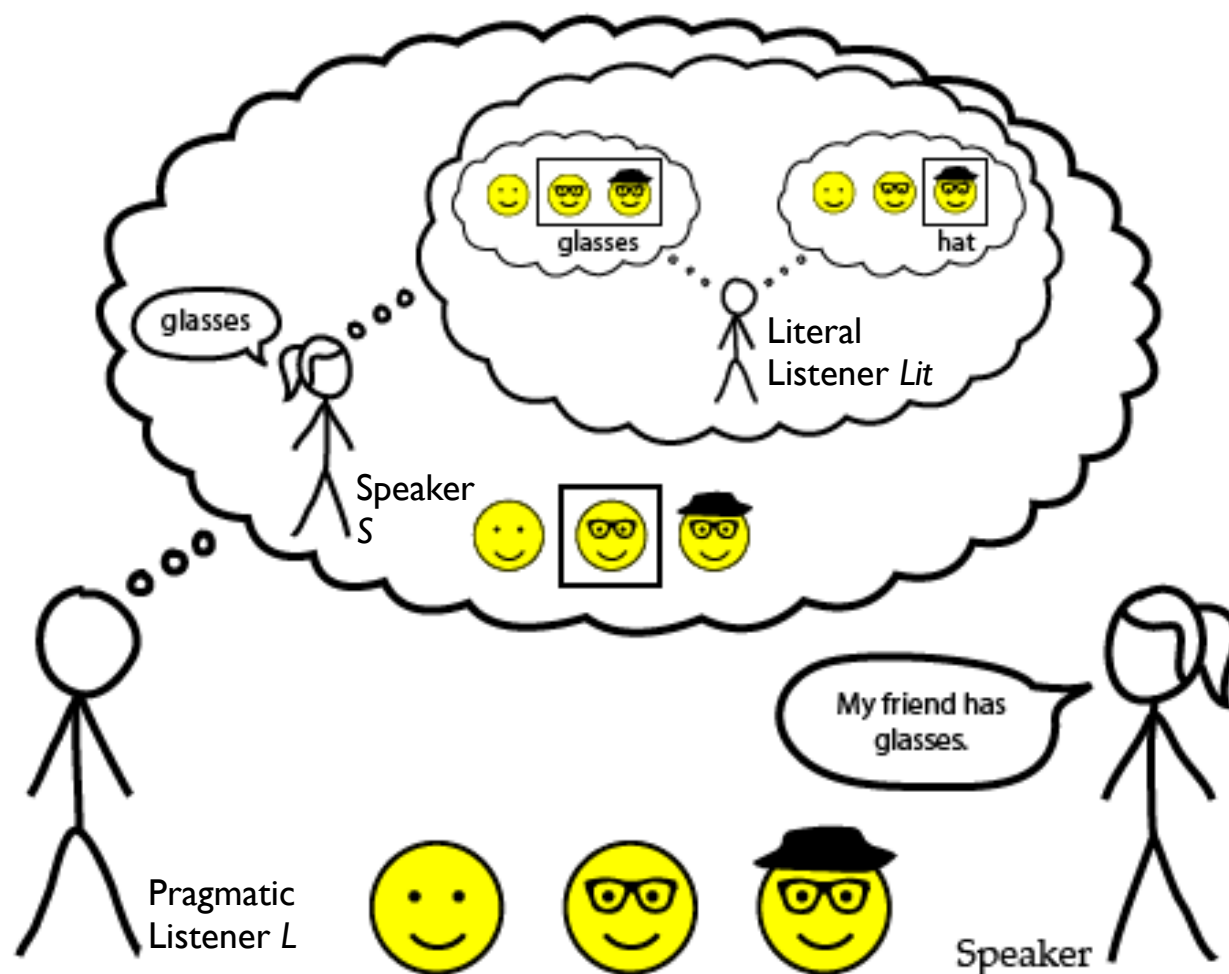 glasses
hat
glasses
Literal
Listener Lit
Speaker
S
My friend has
glasses.
Pragmatic
Listener L
Speaker